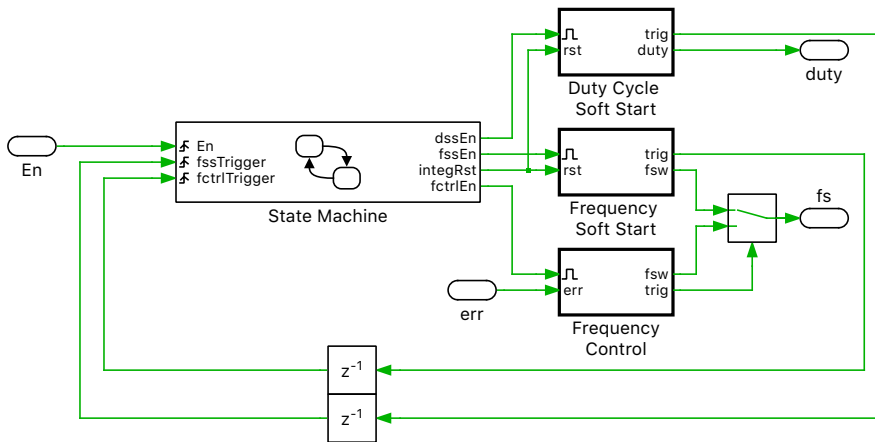 trig
duty
rst
duty
Duty Cycle
Soft Start
En
En
fssTrigger
fctrlTrigger
dssEn
fssEn
integRst
fctrlEn
State Machine
trig
fsw
rst
Frequency
Soft Start
fs
err
err
fsw
trig
Frequency
Control
z⁻¹
z⁻¹